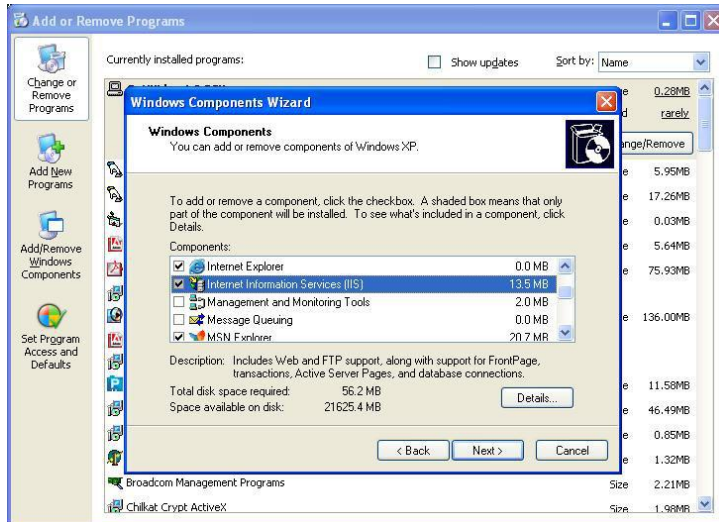 Add or Remove Programs
Change or
Remove
Programs
Add New
Programs
Add/Remove
Windows
Components
Set Program
Access and
Defaults
Currently installed programs:
Show updates
Sort by:
Name
0.28MB
rarely
ange/Remove
5.95MB
17.26MB
0.03MB
5.64MB
75.93MB
136.00MB
11.58MB
46.49MB
0.85MB
1.32MB
Broadcom Management Programs
Size
2.21MB
Chilkat Crypt ActiveX
Size
1.98MB
Windows Components Wizard
Windows Components
You can add or remove components of Windows XP.
To add or remove a component, click the checkbox. A shaded box means that only
part of the component will be installed. To see what's included in a component, click
Details.
Components:
Internet Explorer 0.0 MB
Internet Information Services (IIS) 13.5 MB
Management and Monitoring Tools 2.0 MB
Message Queuing 0.0 MB
MSN Explorer 20.7 MB
Description: Includes Web and FTP support, along with support for FrontPage,
transactions, Active Server Pages, and database connections.
Total disk space required: 56.2 MB
Space available on disk: 21625.4 MB
Details...
< Back
Next >
Cancel